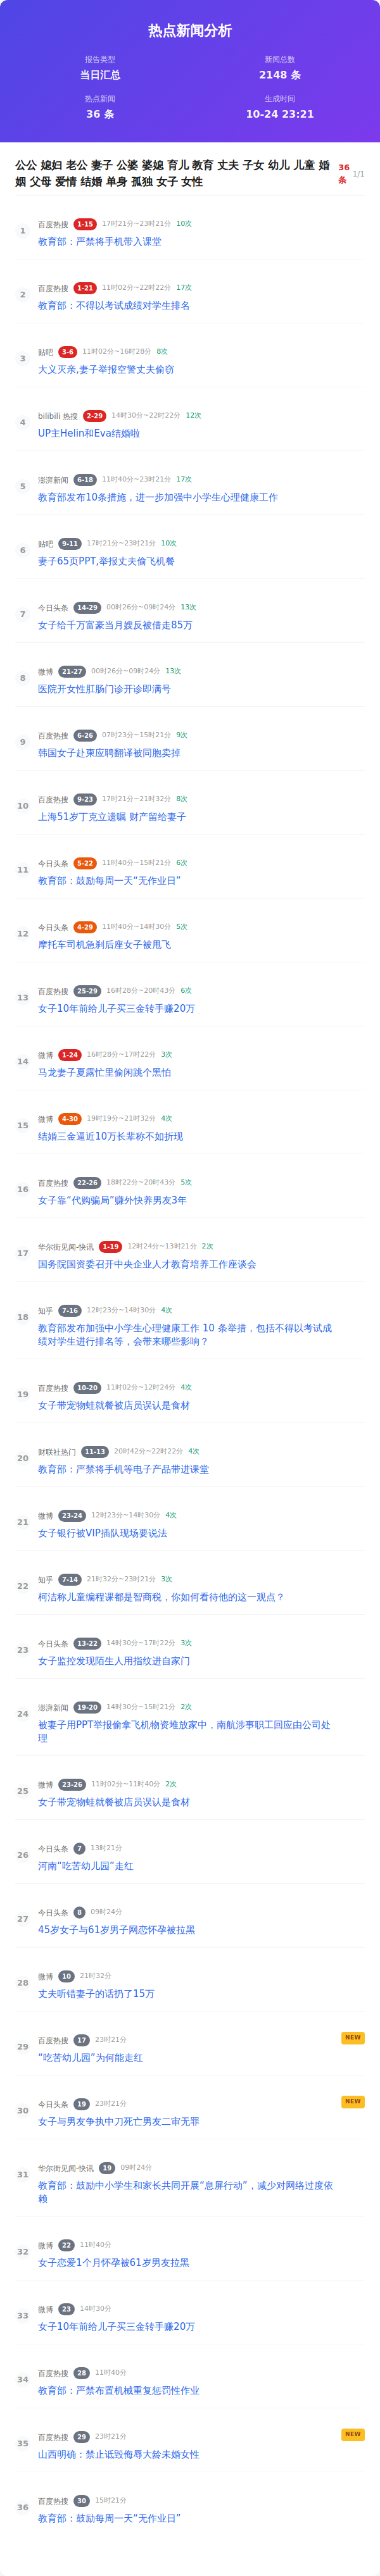 热点新闻分析
报告类型
当日汇总
新闻总数
2148 条
热点新闻
36 条
生成时间
10-24 23:21
公公 媳妇 老公 妻子 公婆 婆媳 育儿 教育 丈夫 子女 幼儿 儿童 婚
姻 父母 爱情 结婚 单身 孤独 女子 女性
36
条
1/1
1
百度热搜 1-15 17时21分~23时21分 10次
教育部：严禁将手机带入课堂
2
百度热搜 1-21 11时02分~22时22分 17次
教育部：不得以考试成绩对学生排名
3
贴吧 3-6 11时02分~16时28分 8次
大义灭亲,妻子举报空警丈夫偷窃
4
bilibili 热搜 2-29 14时30分~22时22分 12次
UP主Helin和Eva结婚啦
5
澎湃新闻 6-18 11时40分~23时21分 17次
教育部发布10条措施，进一步加强中小学生心理健康工作
6
贴吧 9-11 17时21分~23时21分 10次
妻子65页PPT,举报丈夫偷飞机餐
7
今日头条 14-29 00时26分~09时24分 13次
女子给千万富豪当月嫂反被借走85万
8
微博 21-27 00时26分~09时24分 13次
医院开女性肛肠门诊开诊即满号
9
百度热搜 6-26 07时23分~15时21分 9次
韩国女子赴柬应聘翻译被同胞卖掉
10
百度热搜 9-23 17时21分~21时32分 8次
上海51岁丁克立遗嘱 财产留给妻子
11
今日头条 5-22 11时40分~15时21分 6次
教育部：鼓励每周一天“无作业日”
12
今日头条 4-29 11时40分~14时30分 5次
摩托车司机急刹后座女子被甩飞
13
百度热搜 25-29 16时28分~20时43分 6次
女子10年前给儿子买三金转手赚20万
14
微博 1-24 16时28分~17时22分 3次
马龙妻子夏露忙里偷闲跳个黑怕
15
微博 4-30 19时19分~21时32分 4次
结婚三金逼近10万长辈称不如折现
16
百度热搜 22-26 18时22分~20时43分 5次
女子靠“代购骗局”赚外快养男友3年
17
华尔街见闻-快讯 1-19 12时24分~13时21分 2次
国务院国资委召开中央企业人才教育培养工作座谈会
18
知乎 7-16 12时23分~14时30分 4次
教育部发布加强中小学生心理健康工作 10 条举措，包括不得以考试成
绩对学生进行排名等，会带来哪些影响？
19
百度热搜 10-20 11时02分~12时24分 4次
女子带宠物蛙就餐被店员误认是食材
20
财联社热门 11-13 20时42分~22时22分 4次
教育部：严禁将手机等电子产品带进课堂
21
微博 23-24 12时23分~14时30分 4次
女子银行被VIP插队现场要说法
22
知乎 7-14 21时32分~23时21分 3次
柯洁称儿童编程课都是智商税，你如何看待他的这一观点？
23
今日头条 13-22 14时30分~17时22分 3次
女子监控发现陌生人用指纹进自家门
24
澎湃新闻 19-20 14时30分~15时21分 2次
被妻子用PPT举报偷拿飞机物资堆放家中，南航涉事职工回应由公司处
理
25
微博 23-26 11时02分~11时40分 2次
女子带宠物蛙就餐被店员误认是食材
26
今日头条 7 13时21分
河南“吃苦幼儿园”走红
27
今日头条 8 09时24分
45岁女子与61岁男子网恋怀孕被拉黑
28
微博 10 21时32分
丈夫听错妻子的话扔了15万
29
百度热搜 17 23时21分
NEW
“吃苦幼儿园”为何能走红
30
今日头条 19 23时21分
NEW
女子与男友争执中刀死亡男友二审无罪
31
华尔街见闻-快讯 19 09时24分
教育部：鼓励中小学生和家长共同开展“息屏行动”，减少对网络过度依
赖
32
微博 22 11时40分
女子恋爱1个月怀孕被61岁男友拉黑
33
微博 23 14时30分
女子10年前给儿子买三金转手赚20万
34
百度热搜 28 11时40分
教育部：严禁布置机械重复惩罚性作业
35
百度热搜 29 23时21分
NEW
山西明确：禁止诋毁侮辱大龄未婚女性
36
百度热搜 30 15时21分
教育部：鼓励每周一天“无作业日”